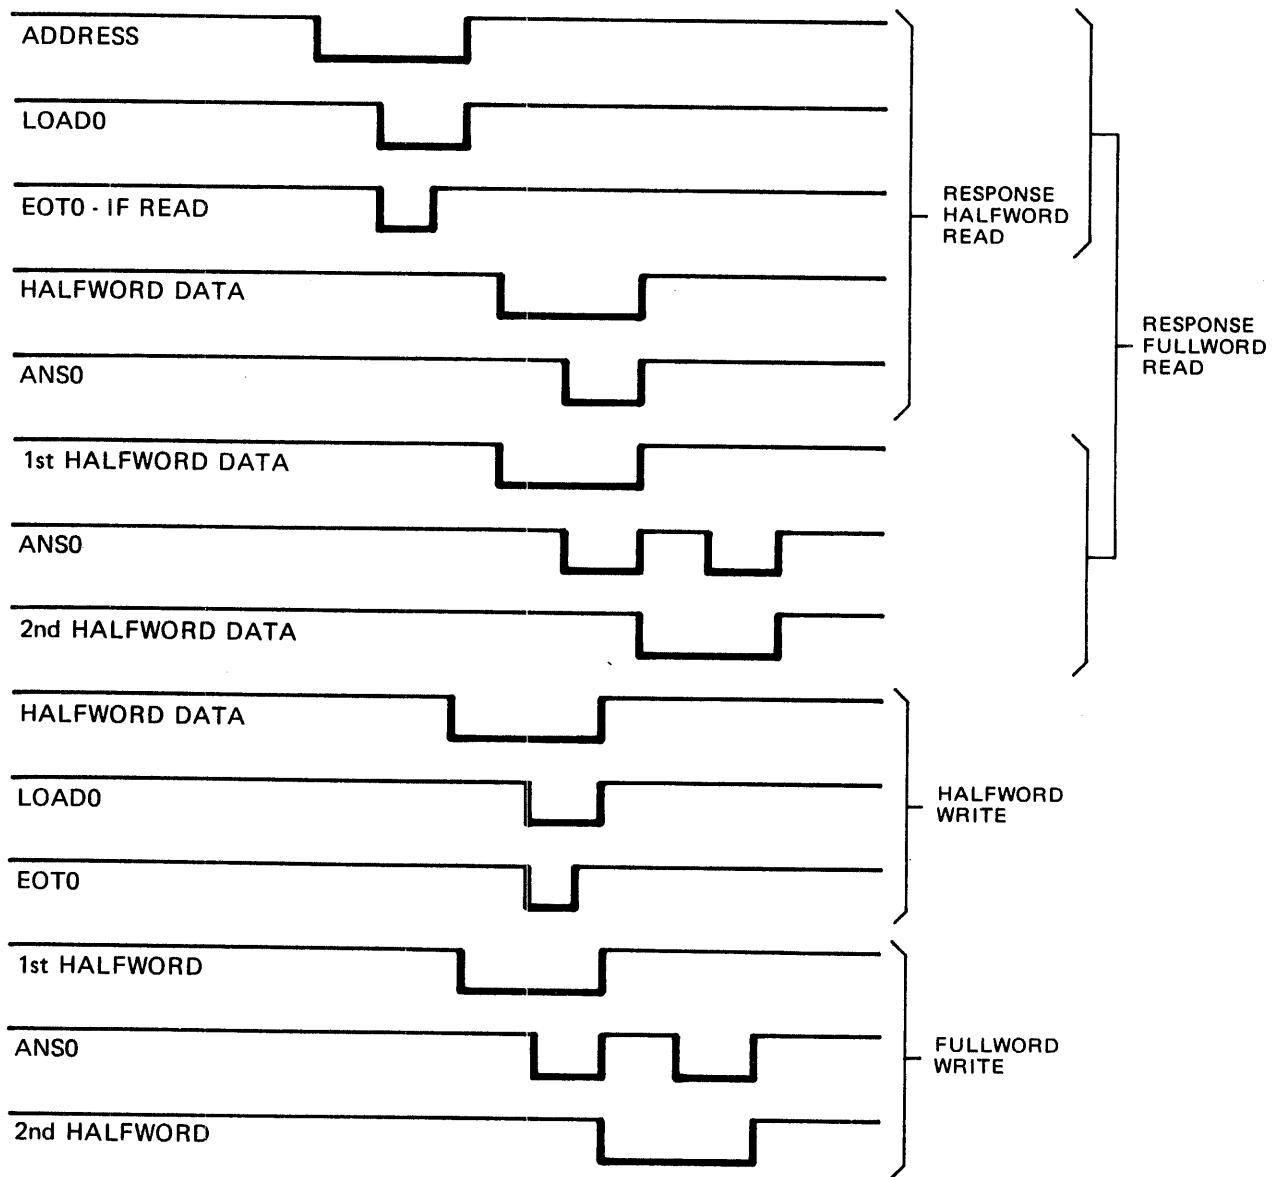 ADDRESS
LOAD0
EOT0 - IF READ
RESPONSE
HALFWORD
READ
HALFWORD DATA
RESPONSE
FULLWORD
READ
ANS0
1st HALFWORD DATA
ANS0
2nd HALFWORD DATA
HALFWORD DATA
LOAD0
HALFWORD
WRITE
EOT0
1st HALFWORD
ANS0
FULLWORD
WRITE
2nd HALFWORD